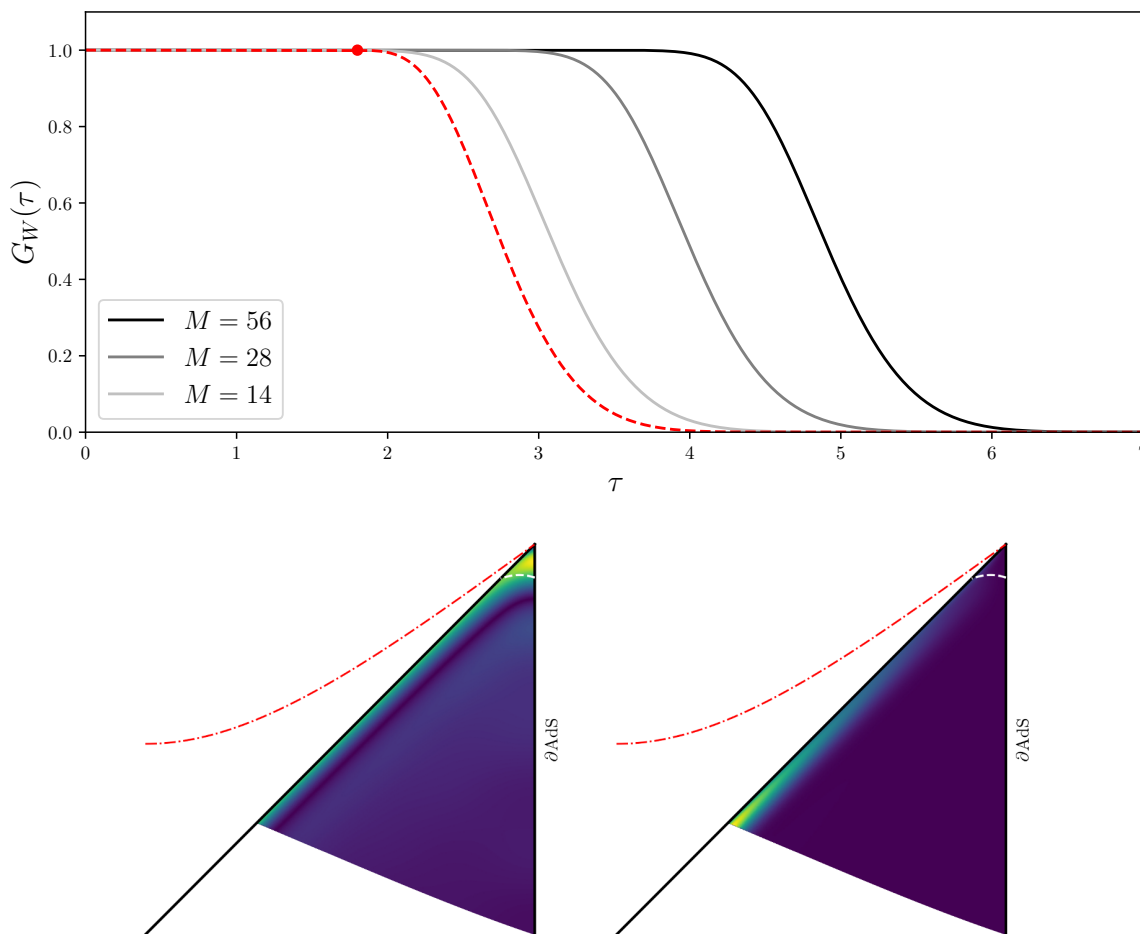 1.0
0.8
0.6
0.4
0.2
0.0
G_W(τ)
M = 56
M = 28
M = 14
0 1 2 3 4 5 6 7
τ
∂AdS ∂AdS